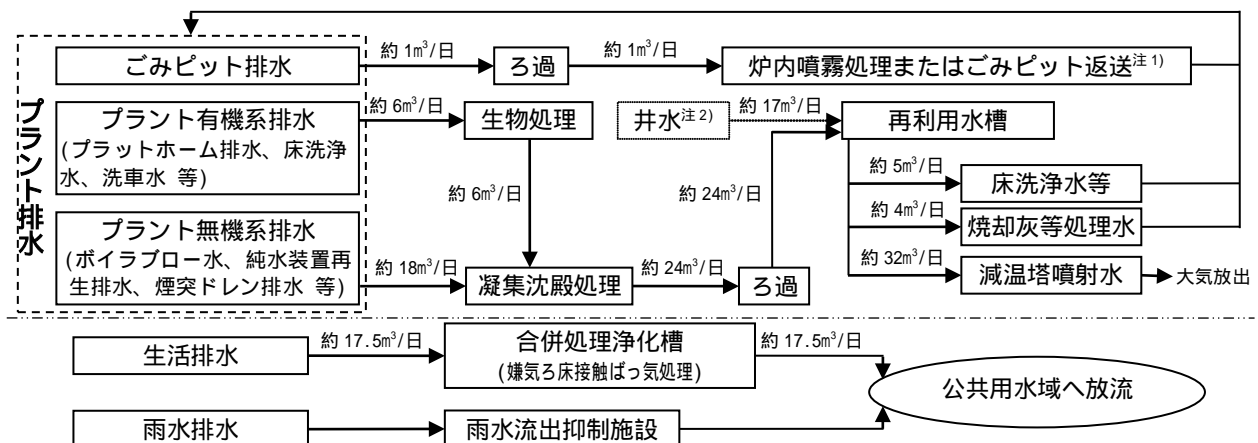 約 1m³/日
約 1m³/日
ごみピット排水
ろ過
炉内噴霧処理またはごみピット返送注 1)
プラント排水
プラント有機系排水
(プラットホーム排水、床洗浄
水、洗車水 等)
約 6m³/日
生物処理
井水注 2)
約 17m³/日
再利用水槽
約 6m³/日
約 24m³/日
約 5m³/日
床洗浄水等
約 4m³/日
焼却灰等処理水
約 32m³/日
減温塔噴射水
大気放出
プラント無機系排水
(ボイラブロー水、純水装置再
生排水、煙突ドレン排水 等)
約 18m³/日
凝集沈殿処理
約 24m³/日
ろ過
生活排水
約 17.5m³/日
合併処理浄化槽
(嫌気ろ床接触ばっ気処理)
約 17.5m³/日
公共用水域へ放流
雨水排水
雨水流出抑制施設